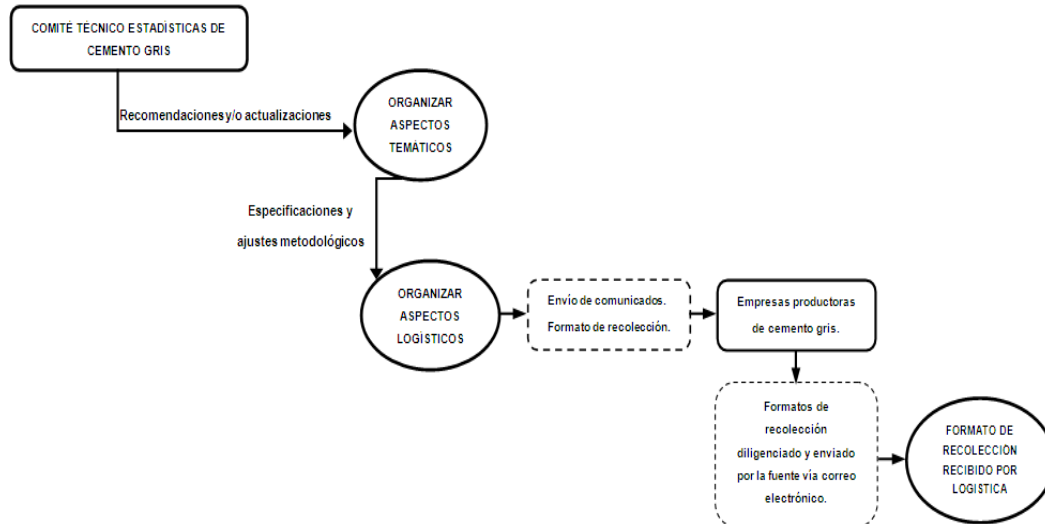 COMITÉ TÉCNICO ESTADÍSTICAS DE
CEMENTO GRIS
Recomendaciones y/o actualizaciones
ORGANIZAR
ASPECTOS
TEMÁTICOS
Especificaciones y
ajustes metodológicos
ORGANIZAR
ASPECTOS
LOGÍSTICOS
Envío de comunicados.
Formato de recolección.
Empresas productoras
de cemento gris.
Formatos de
recolección
diligenciado y enviado
por la fuente vía correo
electrónico.
FORMATO DE
RECOLECCIÓN
RECIBIDO POR
LOGISTICA